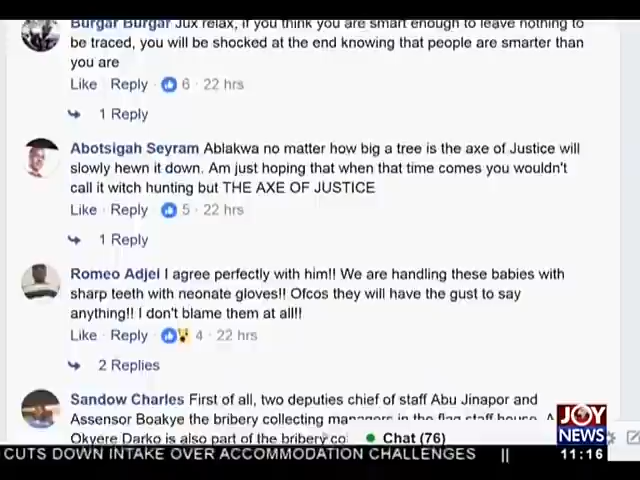 Burgar Burgar Jux relax, if you think you are smart enough to leave nothing to
be traced, you will be shocked at the end knowing that people are smarter than
you are
Like · Reply · 6 · 22 hrs
1 Reply
Abotsigah Seyram Ablakwa no matter how big a tree is the axe of Justice will
slowly hewn it down. Am just hoping that when that time comes you wouldn't
call it witch hunting but THE AXE OF JUSTICE
Like · Reply · 5 · 22 hrs
1 Reply
Romeo Adjei I agree perfectly with him!! We are handling these babies with
sharp teeth with neonate gloves!! Ofcos they will have the gust to say
anything!! I don't blame them at all!!
Like · Reply · 4 · 22 hrs
2 Replies
Sandow Charles First of all, two deputies chief of staff Abu Jinapor and
Assensor Boakye the bribery collecting managers in the flag staff house. A
Okyere Darko is also part of the bribery co
Chat (76)
JOY
NEWS
CUTS DOWN INTAKE OVER ACCOMMODATION CHALLENGES || 11:16